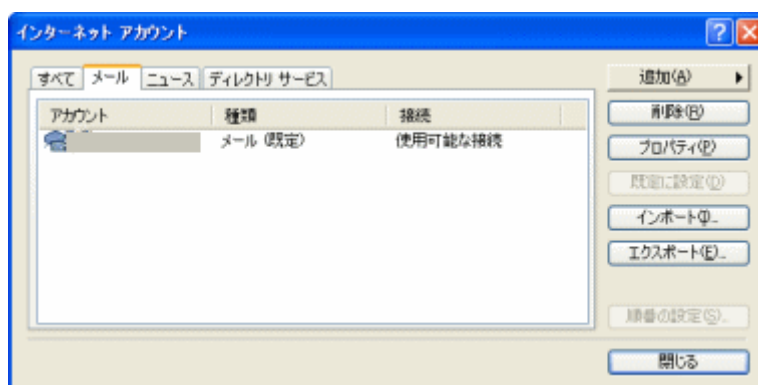 インターネット アカウント
すべて メール ニュース ディレクトリ サービス
アカウント 種類 接続
メール (既定) 使用可能な接続
追加(A)
削除(R)
プロパティ(P)
既定に設定(D)
インポート(I)...
エクスポート(E)...
順番の設定(S)...
閉じる